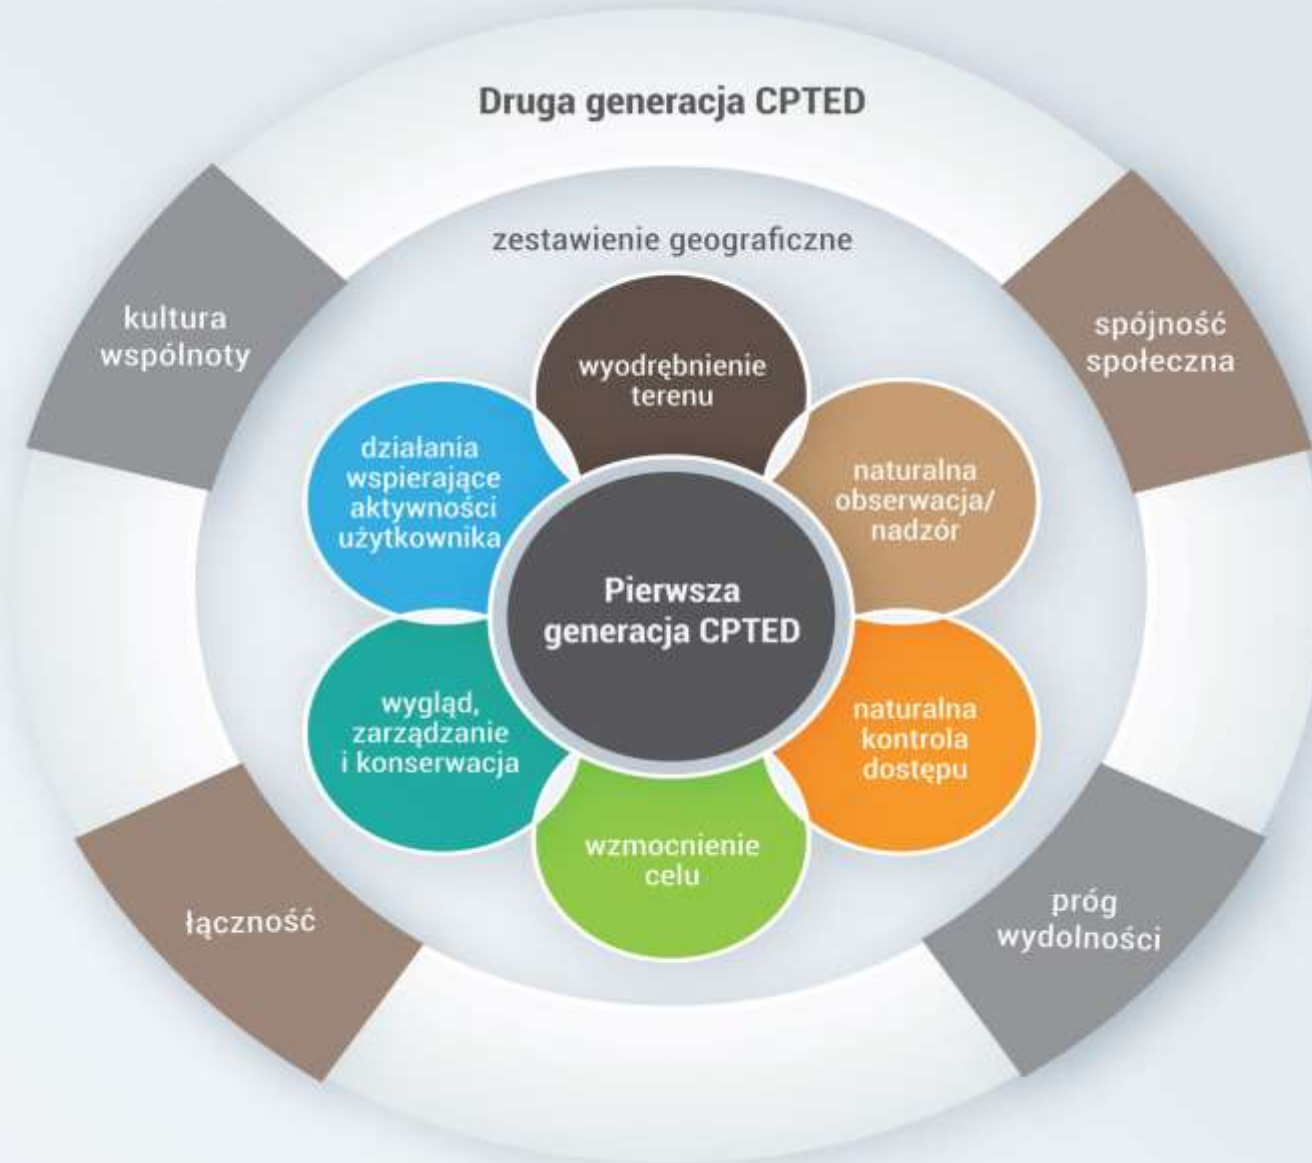 Druga generacja CPTED
zestawienie geograficzne
kultura
wspólnoty
spójność
społeczna
wyodrębnienie
terenu
działania
wspierające
aktywności
użytkownika
naturalna
obserwacja/
nadzór
Pierwsza
generacja CPTED
wygląd,
zarządzanie
i konserwacja
naturalna
kontrola
dostępu
wzmocnienie
celu
łączność
próg
wydolności